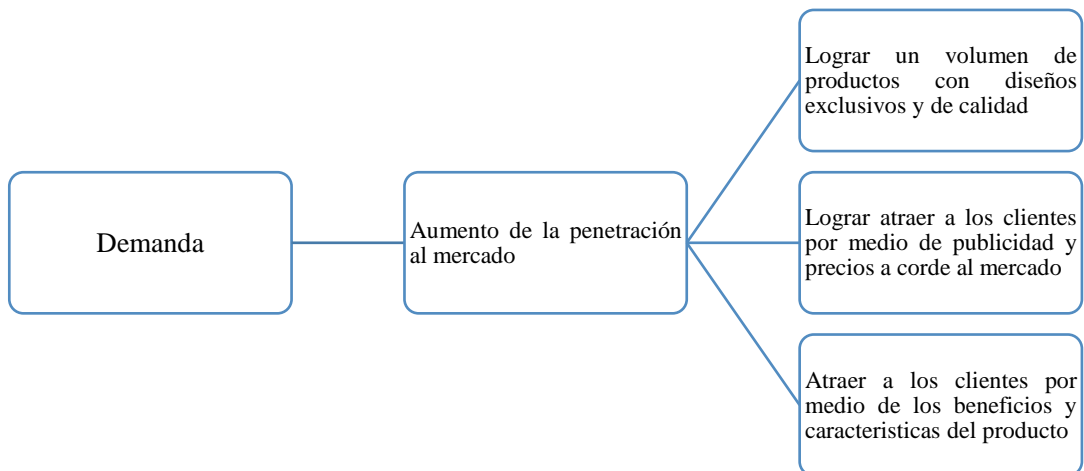 Demanda
Aumento de la penetración
al mercado
Lograr un volumen de
productos con diseños
exclusivos y de calidad
Lograr atraer a los clientes
por medio de publicidad y
precios a corde al mercado
Atraer a los clientes por
medio de los beneficios y
caracteristicas del producto